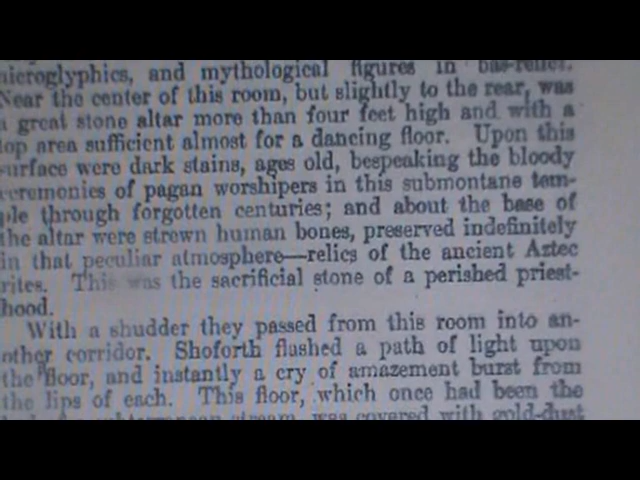 hieroglyphics, and mythological figures in bas-relief.
Near the center of this room, but slightly to the rear, was
a great stone altar more than four feet high and with a
top area sufficient almost for a dancing floor. Upon this
surface were dark stains, ages old, bespeaking the bloody
ceremonies of pagan worshipers in this submontane tem-
ple through forgotten centuries; and about the base of
the altar were strewn human bones, preserved indefinitely
in that peculiar atmosphere—relics of the ancient Aztec
rites. This was the sacrificial stone of a perished priest-
hood.
With a shudder they passed from this room into an-
other corridor. Shoforth flashed a path of light upon
the floor, and instantly a cry of amazement burst from
the lips of each. This floor, which once had been the
subterranean stream, was covered with gold-dust